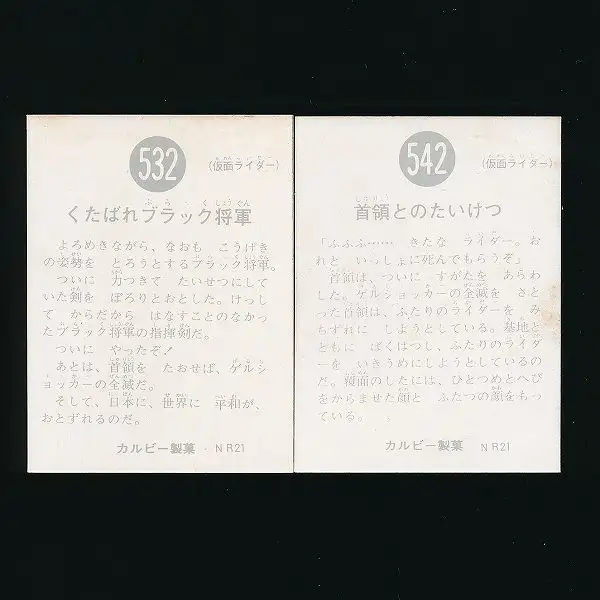 532
(仮面ライダー)
くたばれブラック将軍
よろめきながら、なおも こうげき
の姿勢を とろうとするブラック将軍。
ついに 力つきて たいせつにして
いた剣を ぽろりとおとした。けっし
て からだから はなすことのなかっ
たブラック将軍の指揮剣だ。
ついに やったぞ!
あとは、首領を たおせば、ゲルシ
ョッカーの全滅だ。
そして、日本に、世界に 平和が、
おとずれるのだ。
カルビー製菓 · NR21
542
(仮面ライダー)
首領とのたいけつ
「ふふふ…… きたな ライダー。お
れと いっしょに死んでもらうぞ」
首領は、ついに すがたを あらわ
した。ゲルショッカーの全滅を さと
った首領は、ふたりのライダーを み
ちずれに しようとしている。基地と
ともに ばくはつし、ふたりのライダ
ーを いきうめにしようとしているの
だ。覆面のしたには、ひとつめとへび
をからませた顔と ふたつの顔をもっ
ている。
カルビー製菓 NR21